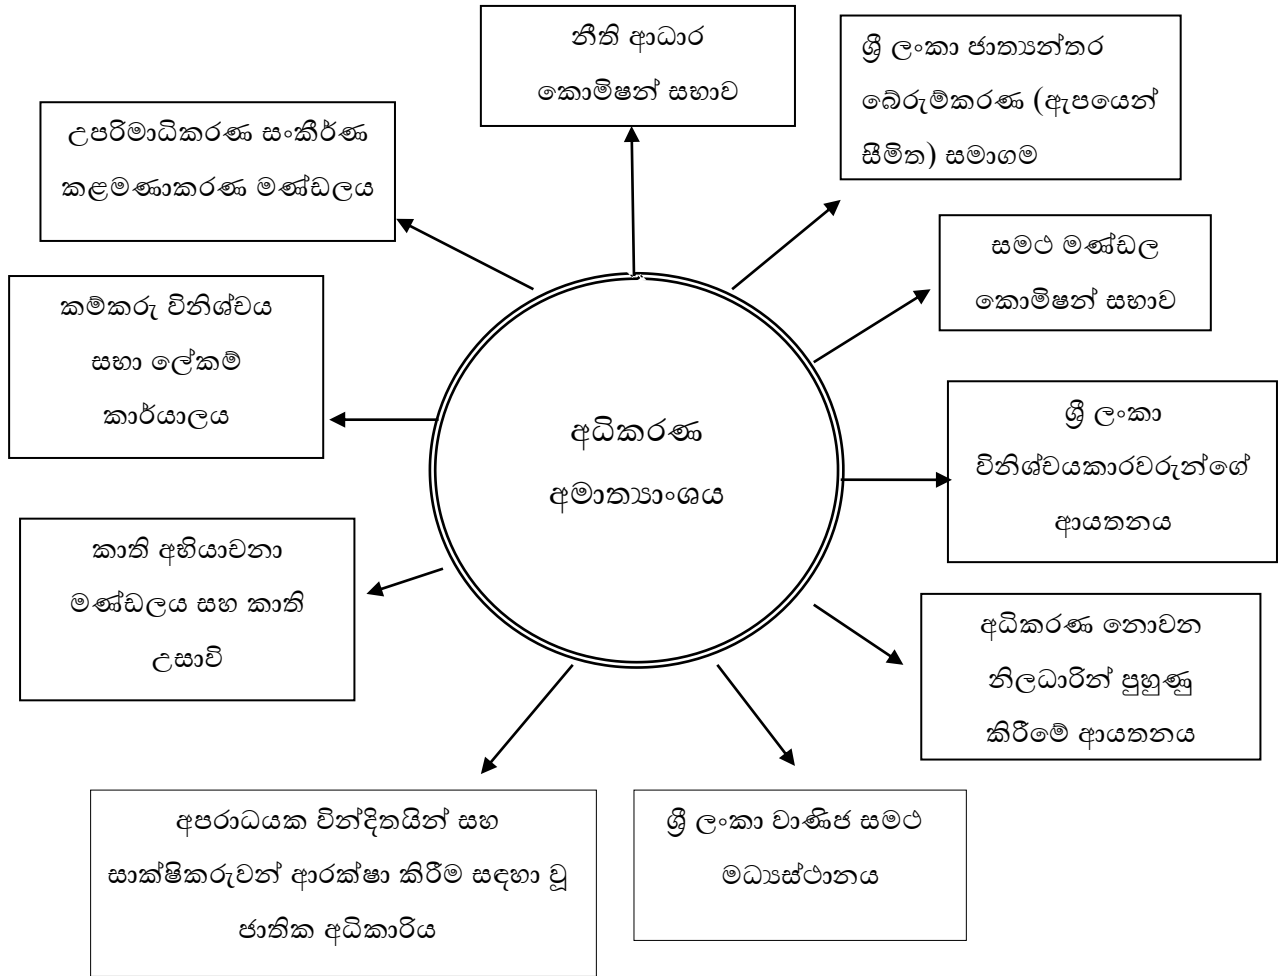 නීති ආධාර
කොමිෂන් සභාව
ශ්‍රී ලංකා ජාත්‍යන්තර
බේරුම්කරණ (ඇපයෙන්
සීමිත) සමාගම
උපරිමාධිකරණ සංකීර්ණ
කළමණාකරණ මණ්ඩලය
සමථ මණ්ඩල
කොමිෂන් සභාව
කම්කරු විනිශ්චය
සභා ලේකම්
කාර්යාලය
ශ්‍රී ලංකා
විනිශ්චයකාරවරුන්ගේ
ආයතනය
අධිකරණ
අමාත්‍යාංශය
කාති අභියාචනා
මණ්ඩලය සහ කාති
උසාවි
අධිකරණ නොවන
නිලධාරින් පුහුණු
කිරීමේ ආයතනය
අපරාධයක වින්දිතයින් සහ
සාක්ෂිකරුවන් ආරක්ෂා කිරීම සඳහා වූ
ජාතික අධිකාරිය
ශ්‍රී ලංකා වාණිජ සමථ
මධ්‍යස්ථානය